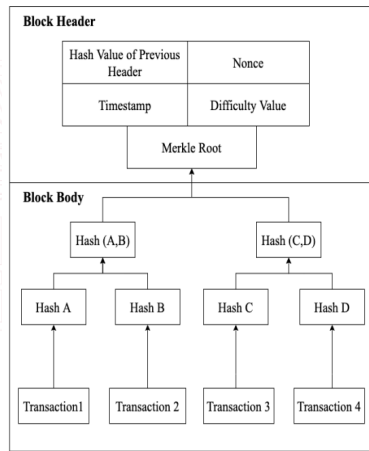 Block Header
Hash Value of Previous
Header
Nonce
Timestamp
Difficulty Value
Merkle Root
Block Body
Hash (A,B)
Hash (C,D)
Hash A
Hash B
Hash C
Hash D
Transaction1
Transaction 2
Transaction 3
Transaction 4